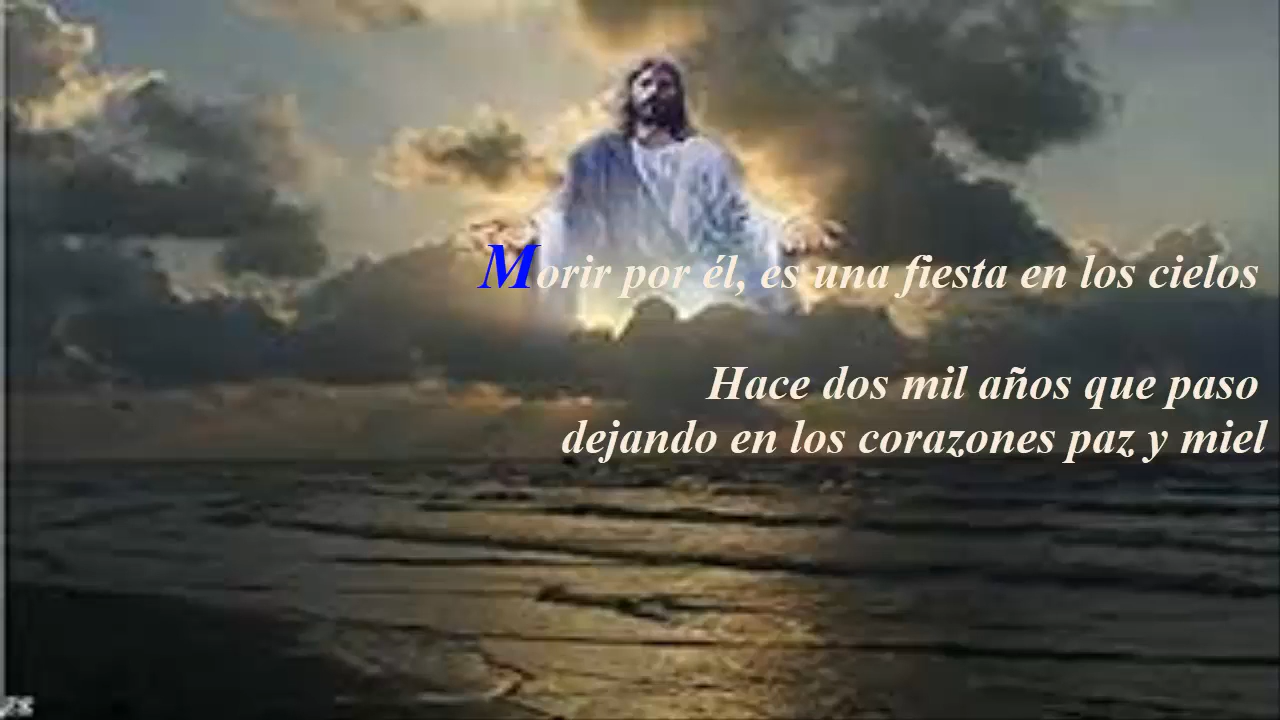 Morir por él, es una fiesta en los cielos
Hace dos mil años que paso
dejando en los corazones paz y miel